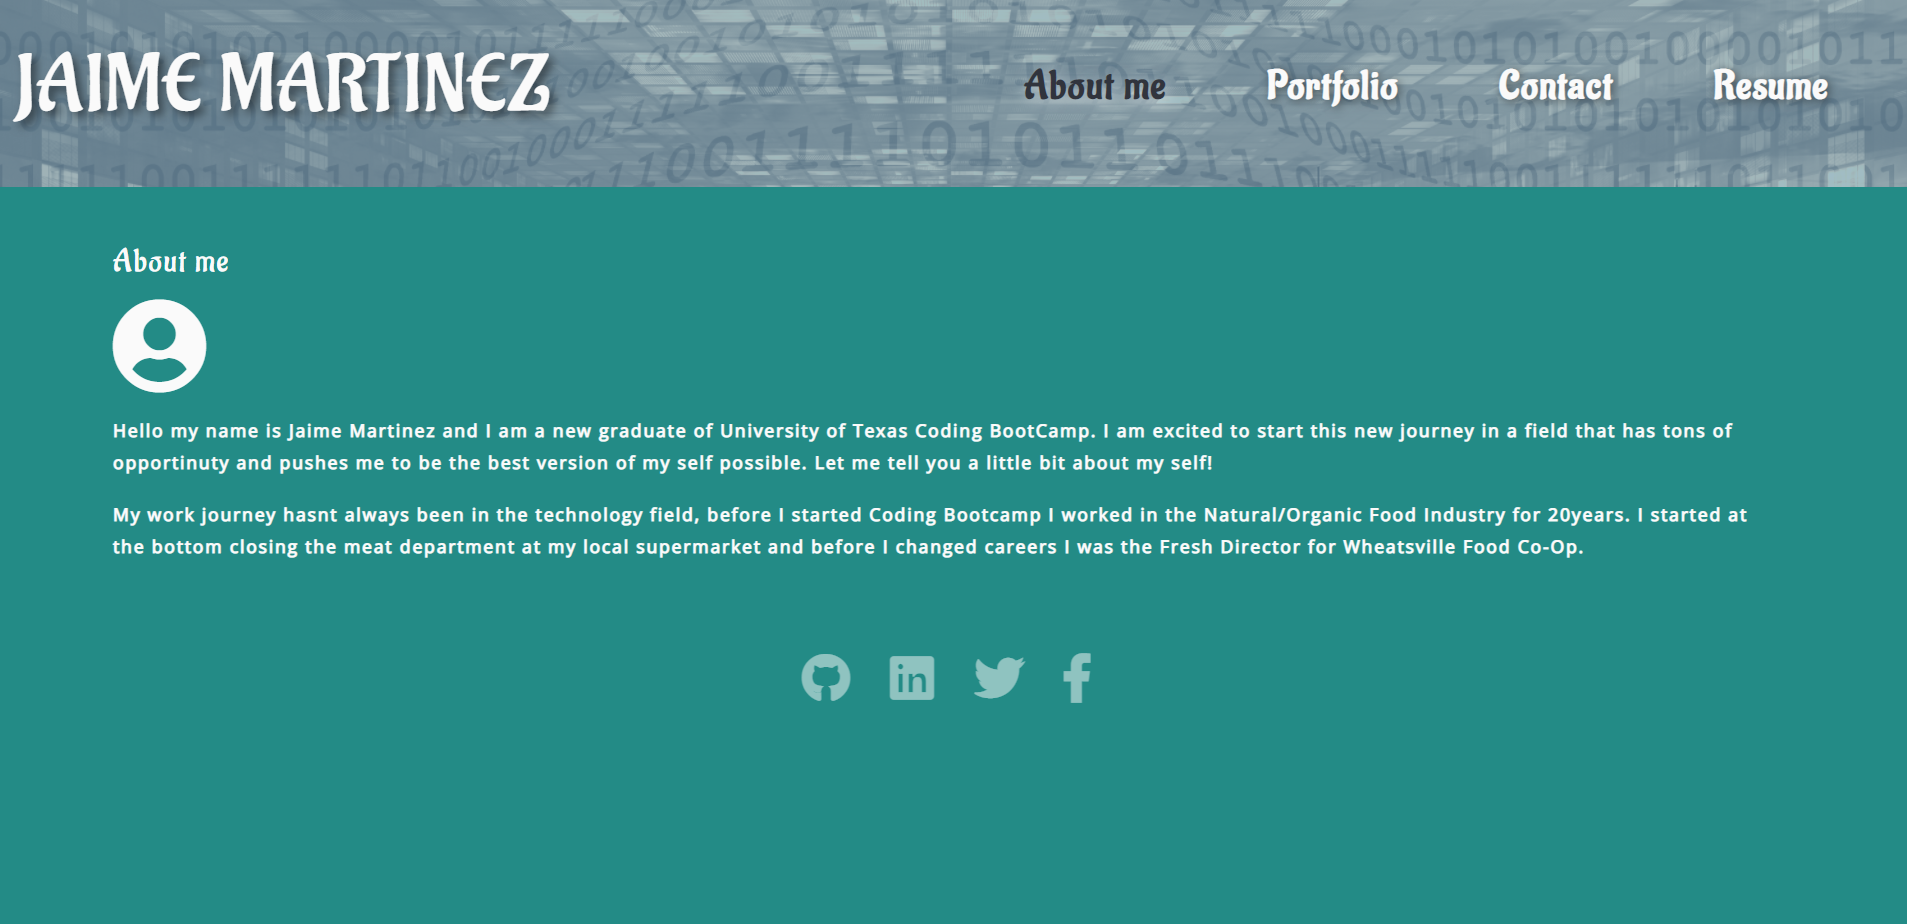 JAIME MARTINEZ
About me
Portfolio
Contact
Resume
About me
Hello my name is Jaime Martinez and I am a new graduate of University of Texas Coding BootCamp. I am excited to start this new journey in a field that has tons of
opportinuty and pushes me to be the best version of my self possible. Let me tell you a little bit about my self!
My work journey hasnt always been in the technology field, before I started Coding Bootcamp I worked in the Natural/Organic Food Industry for 20years. I started at
the bottom closing the meat department at my local supermarket and before I changed careers I was the Fresh Director for Wheatsville Food Co-Op.
in